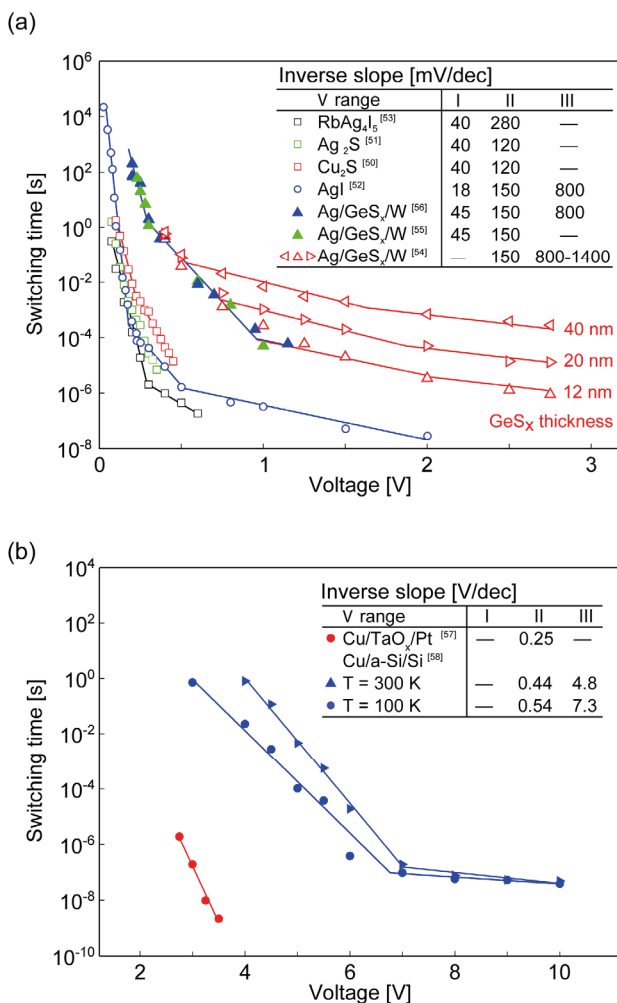 (a)
Switching time [s]
10^6
10^4
10^2
10^0
10^-2
10^-4
10^-6
10^-8
Inverse slope [mV/dec]
V range I II III
RbAg4I5 [53] 40 280 —
Ag2S [51] 40 120 —
Cu2S [50] 40 120 —
AgI [52] 18 150 800
Ag/GeSx/W [56] 45 150 800
Ag/GeSx/W [55] 45 150 —
Ag/GeSx/W [54] — 150 800-1400
40 nm
20 nm
12 nm
GeSx thickness
0 1 2 3
Voltage [V]
(b)
Switching time [s]
10^4
10^2
10^0
10^-2
10^-4
10^-6
10^-8
10^-10
Inverse slope [V/dec]
V range I II III
Cu/TaOx/Pt [57] — 0.25 —
Cu/a-Si/Si [58]
T = 300 K — 0.44 4.8
T = 100 K — 0.54 7.3
2 4 6 8 10
Voltage [V]